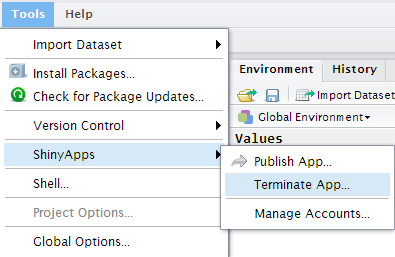 Tools Help
Import Dataset
Install Packages...
Check for Package Updates...
Version Control
ShinyApps
Shell...
Project Options...
Global Options...
Environment History
Import Dataset
Global Environment
Values
Publish App...
Terminate App...
Manage Accounts...